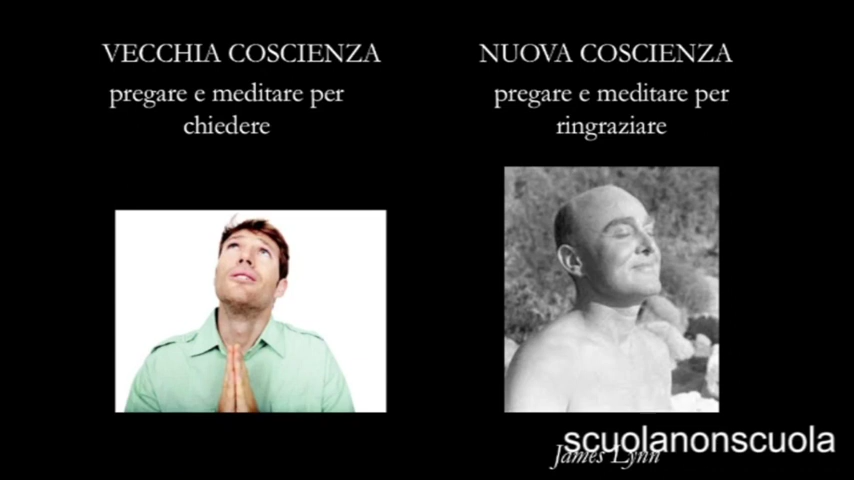 VECCHIA COSCIENZA
pregare e meditare per
chiedere
NUOVA COSCIENZA
pregare e meditare per
ringraziare
scuolanonscuola
James Lynn